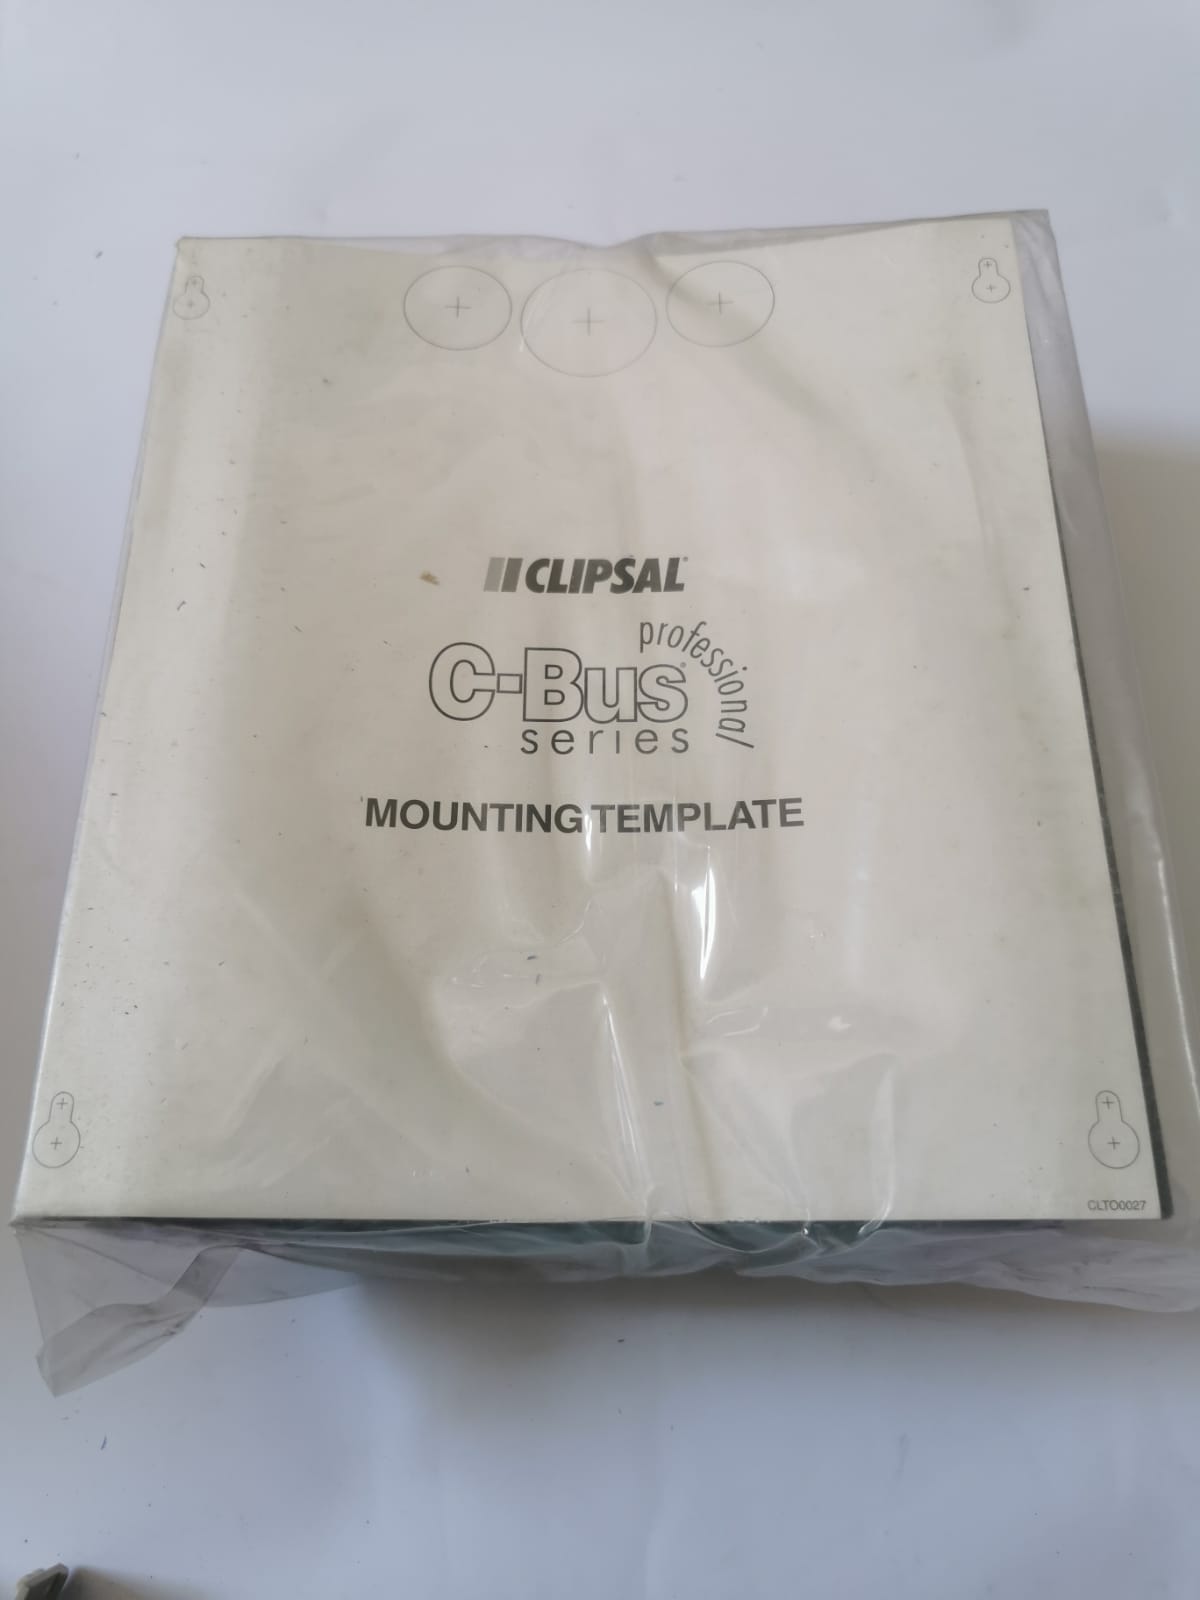 CLIPSAL®
C-Bus® professional
series
MOUNTING TEMPLATE
CLTO0027